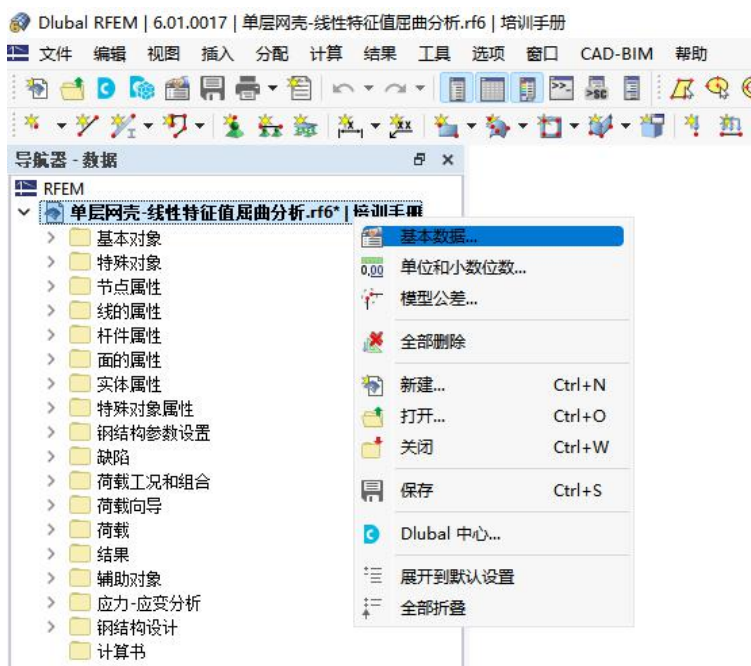 Dlubal RFEM | 6.01.0017 | 单层网壳-线性特征值屈曲分析.rf6 | 培训手册
文件 编辑 视图 插入 分配 计算 结果 工具 选项 窗口 CAD-BIM 帮助
导航器 - 数据
RFEM
单层网壳-线性特征值屈曲分析.rf6* | 培训手册
基本对象
特殊对象
节点属性
线的属性
杆件属性
面的属性
实体属性
特殊对象属性
钢结构参数设置
缺陷
荷载工况和组合
荷载向导
荷载
结果
辅助对象
应力-应变分析
钢结构设计
计算书
基本数据...
0,00 单位和小数位数...
模型公差...
全部删除
新建... Ctrl+N
打开... Ctrl+O
关闭 Ctrl+W
保存 Ctrl+S
Dlubal 中心...
展开到默认设置
全部折叠